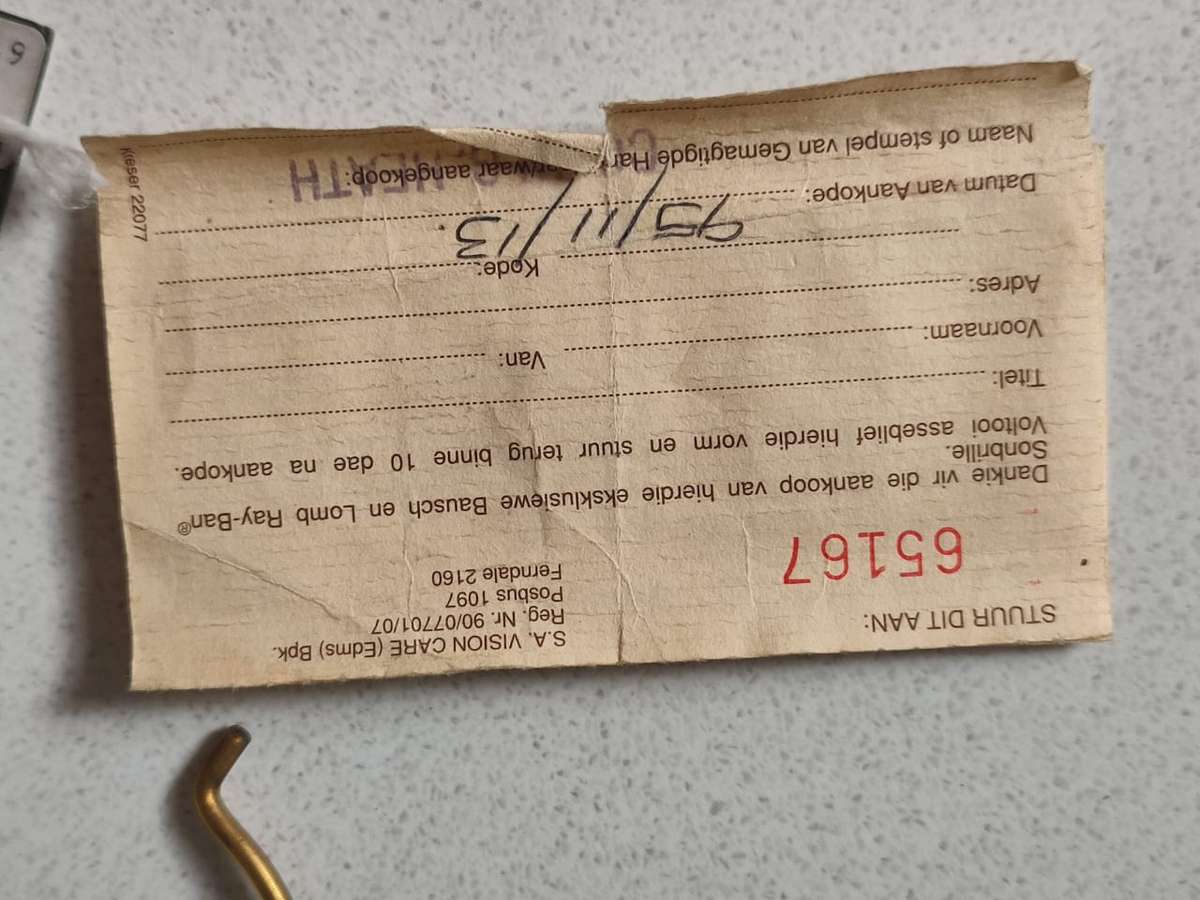 STUUR DIT AAN:
65167
S.A. VISION CARE (Edms) Bpk.
Reg. Nr. 90/07701/07
Posbus 1097
Ferndale 2160
Dankie vir die aankoop van hierdie eksklusiewe Bausch en Lomb Ray-Ban®
Sonbrille.
Voltooi asseblief hierdie vorm en stuur terug binne 10 dae na aankope.
Titel:
Voornaam: Van:
Adres:
Kode:
Datum van Aankope: 95/11/13
Naam of stempel van Gemagtigde aangekoop:
HEATH
Kieser 22077
6